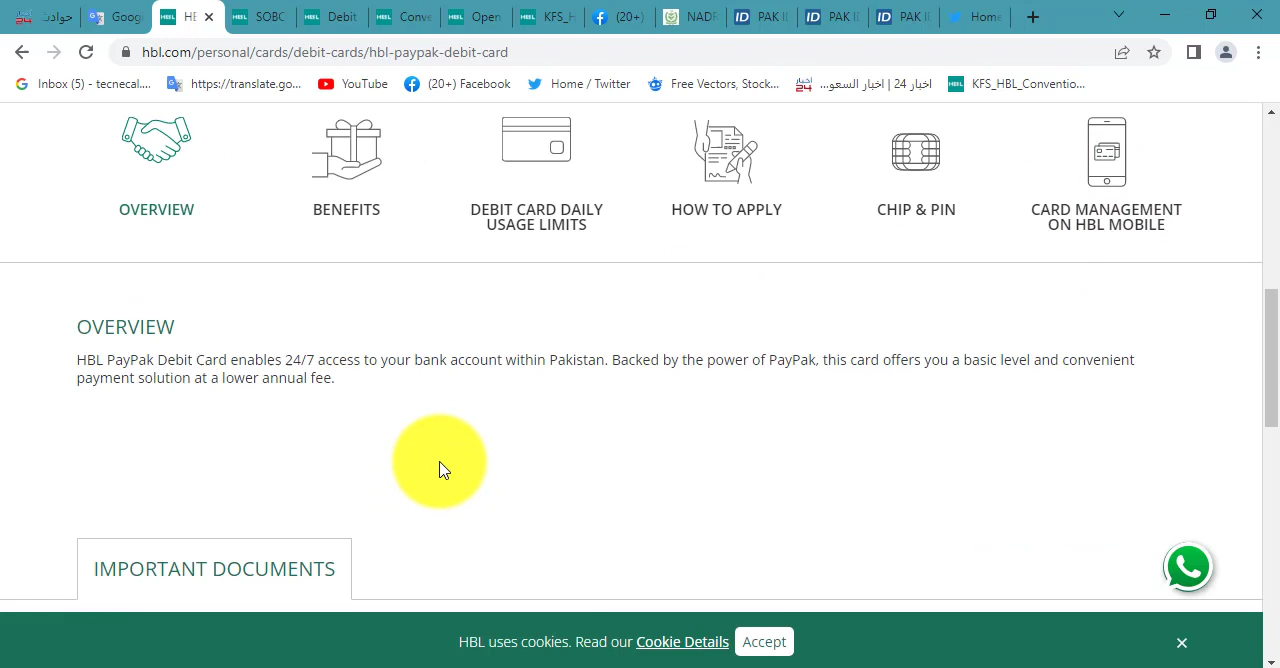 حوادث
Goog
HE
SOBC
Debit
Conve
Open
KFS_H
(20+)
NADR
PAK I
PAK I
PAK I
Home
hbl.com/personal/cards/debit-cards/hbl-paypak-debit-card
Inbox (5) - tecnecal....
https://translate.go...
YouTube
(20+) Facebook
Home / Twitter
Free Vectors, Stock...
اخبار 24 | اخبار السعو...
KFS_HBL_Conventio...
OVERVIEW
BENEFITS
DEBIT CARD DAILY
USAGE LIMITS
HOW TO APPLY
CHIP & PIN
CARD MANAGEMENT
ON HBL MOBILE
OVERVIEW
HBL PayPak Debit Card enables 24/7 access to your bank account within Pakistan. Backed by the power of PayPak, this card offers you a basic level and convenient
payment solution at a lower annual fee.
IMPORTANT DOCUMENTS
HBL uses cookies. Read our Cookie Details Accept